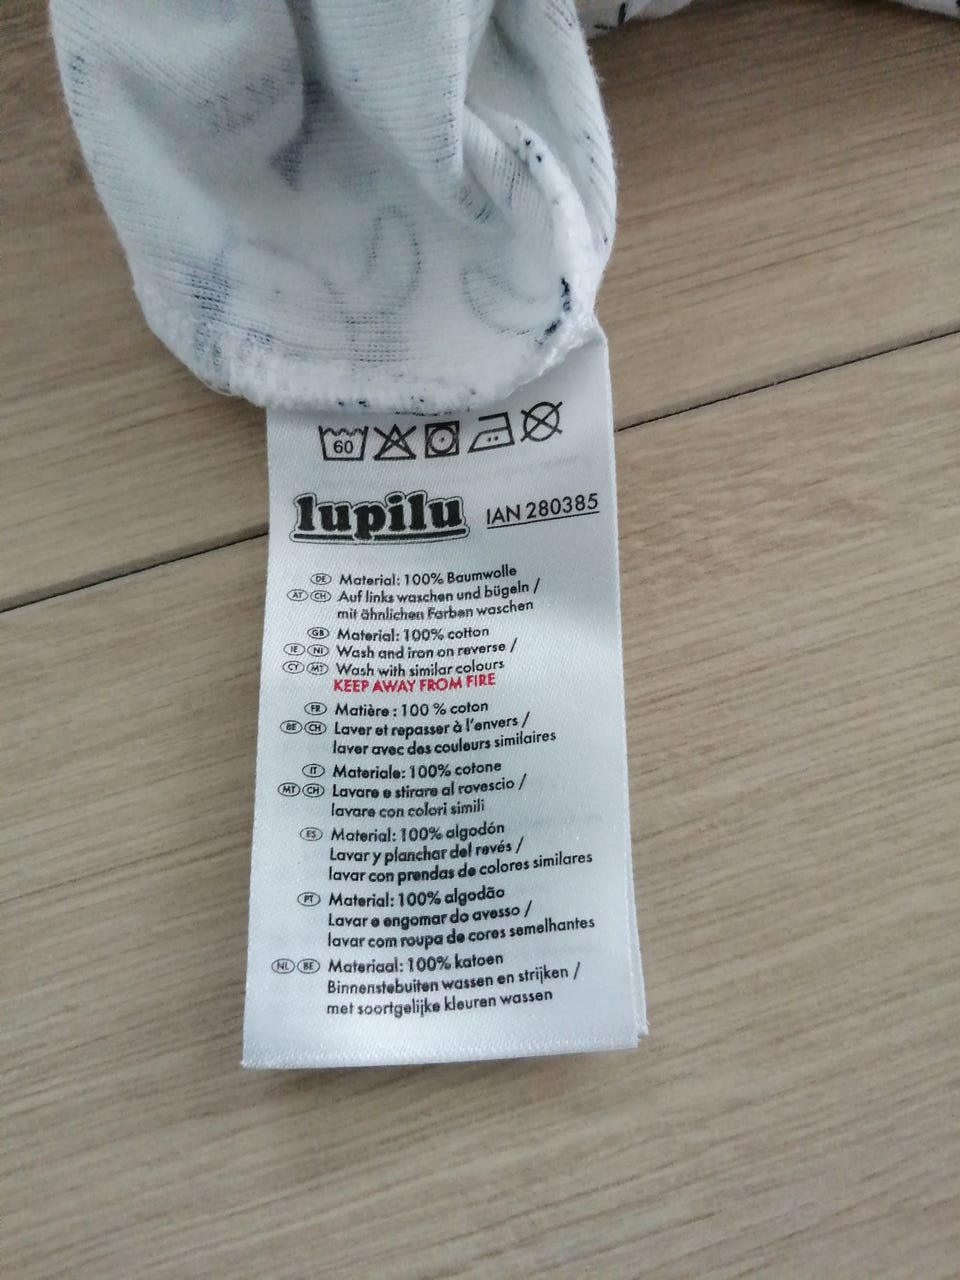 60
lupilu IAN 280385
DE Material: 100% Baumwolle
AT CH Auf links waschen und bügeln /
mit ähnlichen Farben waschen
GB Material: 100% cotton
IE NI Wash and iron on reverse /
CY MT Wash with similar colours
KEEP AWAY FROM FIRE
FR Matière : 100 % coton
BE CH Laver et repasser à l'envers /
laver avec des couleurs similaires
IT Materiale: 100% cotone
MT CH Lavare e stirare al rovescio /
lavare con colori simili
ES Material: 100% algodón
Lavar y planchar del revés /
lavar con prendas de colores similares
PT Material: 100% algodão
Lavar e engomar do avesso /
lavar com roupa de cores semelhantes
NL BE Materiaal: 100% katoen
Binnenstebuiten wassen en strijken /
met soortgelijke kleuren wassen